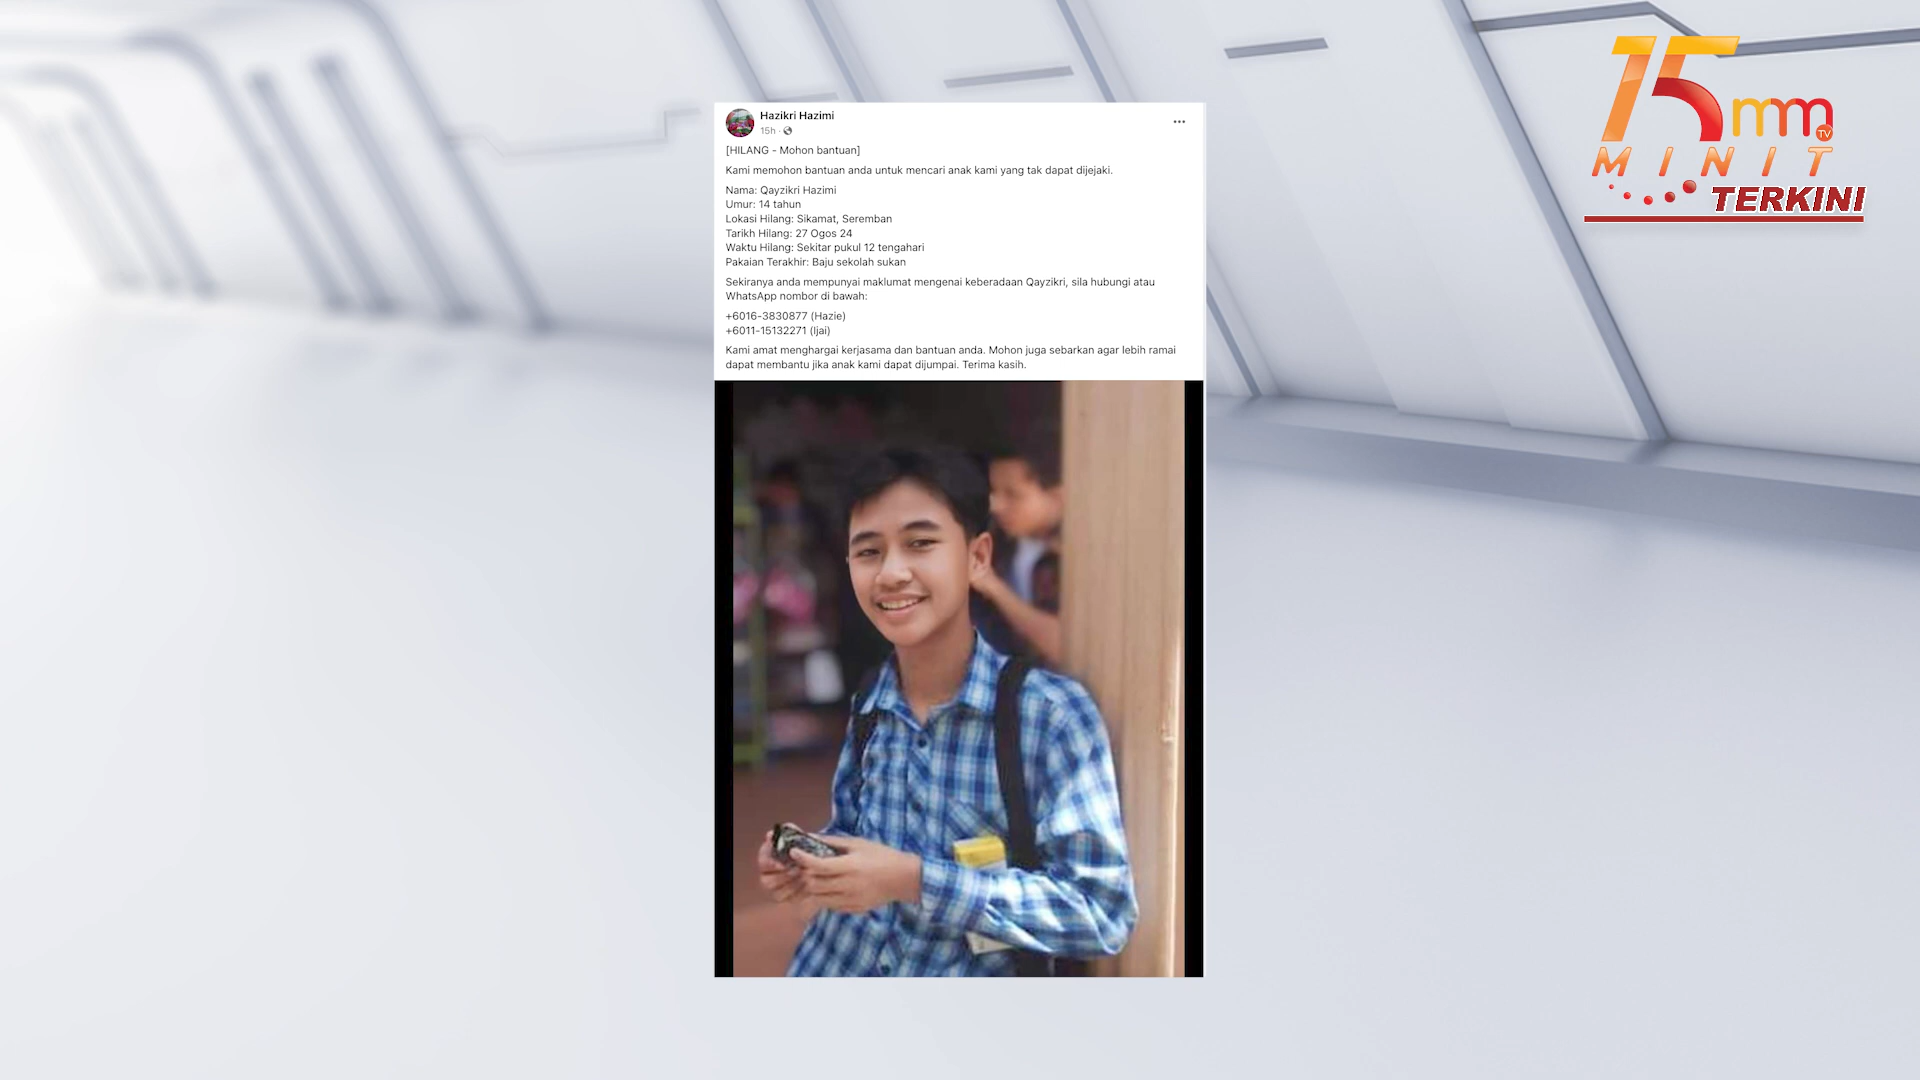 Hazikri Hazimi
15h
[HILANG - Mohon bantuan]
Kami memohon bantuan anda untuk mencari anak kami yang tak dapat dijejaki.
Nama: Qayzikri Hazimi
Umur: 14 tahun
Lokasi Hilang: Sikamat, Seremban
Tarikh Hilang: 27 Ogos 24
Waktu Hilang: Sekitar pukul 12 tengahari
Pakaian Terakhir: Baju sekolah sukan
Sekiranya anda mempunyai maklumat mengenai keberadaan Qayzikri, sila hubungi atau
WhatsApp nombor di bawah:
+6016-3830877 (Hazie)
+6011-15132271 (Ijai)
Kami amat menghargai kerjasama dan bantuan anda. Mohon juga sebarkan agar lebih ramai
dapat membantu jika anak kami dapat dijumpai. Terima kasih.
15 mm TV
MINIT
TERKINI